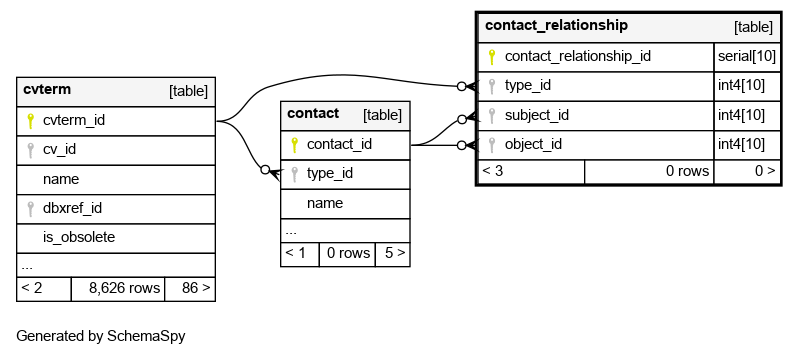 contact_relationship [table]
contact_relationship_id serial[10]
type_id int4[10]
subject_id int4[10]
object_id int4[10]
< 3 0 rows 0 >
cvterm [table]
cvterm_id
cv_id
name
dbxref_id
is_obsolete
...
< 2 8,626 rows 86 >
contact [table]
contact_id
type_id
name
...
< 1 0 rows 5 >
Generated by SchemaSpy